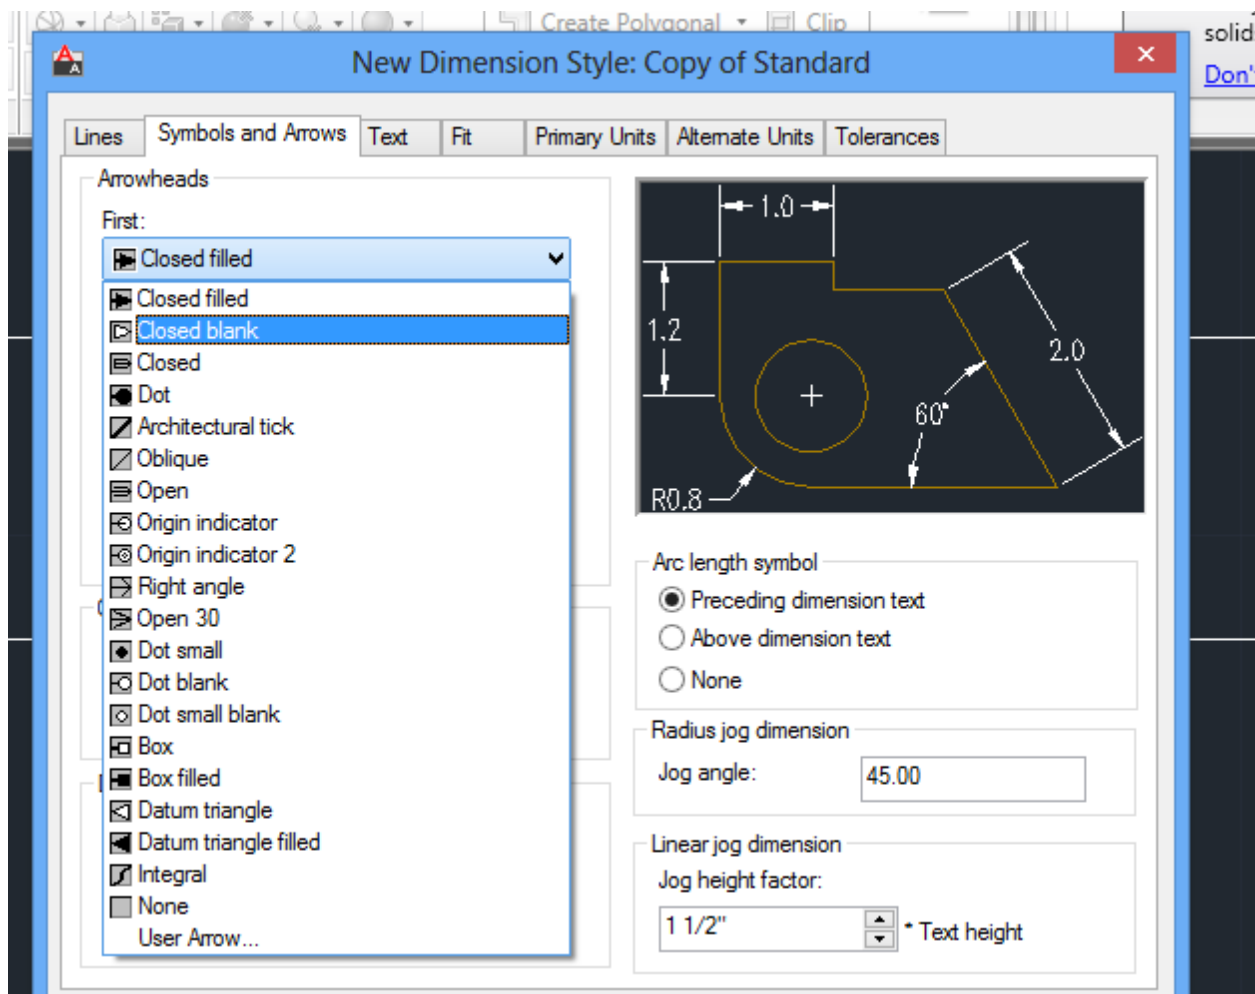 Create Polygonal
Clip
solid
Don'
New Dimension Style: Copy of Standard
Lines
Symbols and Arrows
Text
Fit
Primary Units
Alternate Units
Tolerances
Arrowheads
First:
Closed filled
Closed filled
Closed blank
Closed
Dot
Architectural tick
Oblique
Open
Origin indicator
Origin indicator 2
Right angle
Open 30
Dot small
Dot blank
Dot small blank
Box
Box filled
Datum triangle
Datum triangle filled
Integral
None
User Arrow...
1.0
1.2
2.0
60°
R0.8
Arc length symbol
Preceding dimension text
Above dimension text
None
Radius jog dimension
Jog angle:
45.00
Linear jog dimension
Jog height factor:
1 1/2"
* Text height